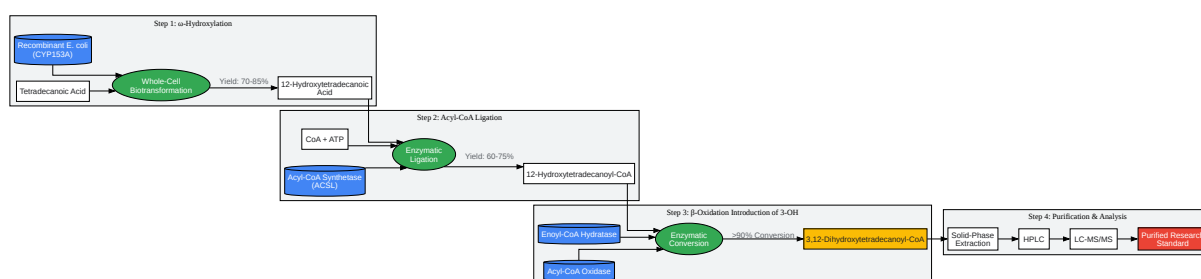 Step 1: ω-Hydroxylation
Recombinant E. coli
(CYP153A)
Tetradecanoic Acid
Whole-Cell
Biotransformation
Yield: 70-85%
12-Hydroxytetradecanoic
Acid
Step 2: Acyl-CoA Ligation
CoA + ATP
Acyl-CoA Synthetase
(ACSL)
Enzymatic
Ligation
Yield: 60-75%
12-Hydroxytetradecanoyl-CoA
Step 3: β-Oxidation Introduction of 3-OH
Enoyl-CoA Hydratase
Acyl-CoA Oxidase
Enzymatic
Conversion
>90% Conversion
3,12-Dihydroxytetradecanoyl-CoA
Step 4: Purification & Analysis
Solid-Phase
Extraction
HPLC
LC-MS/MS
Purified Research
Standard